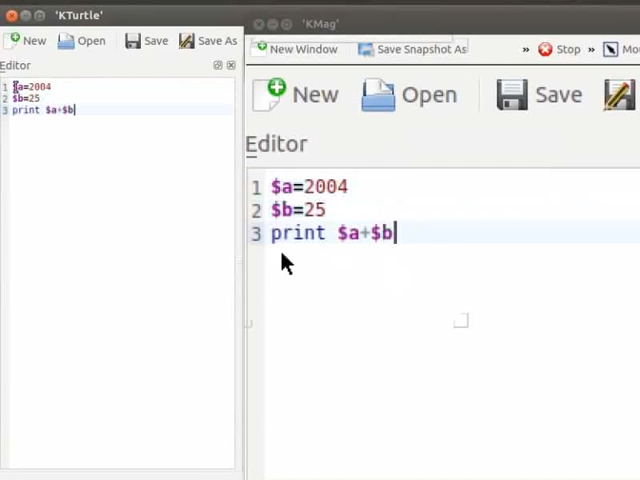 'KTurtle'
New Open Save Save As
Editor
1 $a=2004
2 $b=25
3 print $a+$b
'KMag'
New Window Save Snapshot As » Stop » Mou
New Open Save
Editor
1 $a=2004
2 $b=25
3 print $a+$b